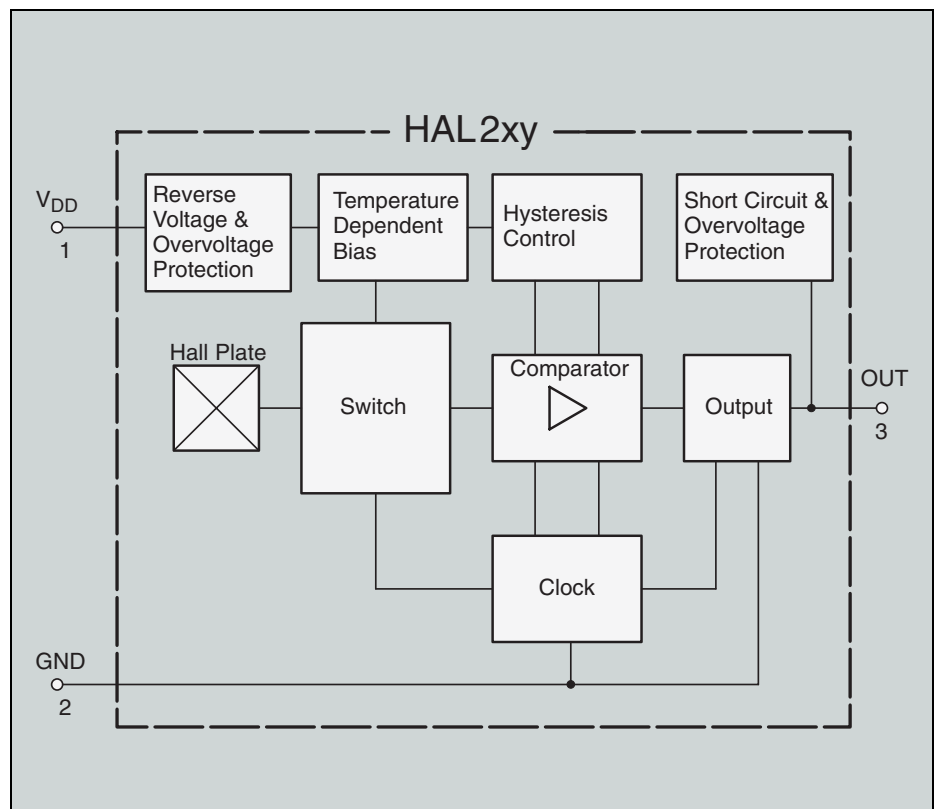 HAL2xy
V_DD
1
Reverse
Voltage &
Overvoltage
Protection
Temperature
Dependent
Bias
Hysteresis
Control
Short Circuit &
Overvoltage
Protection
Hall Plate
Switch
Comparator
Output
OUT
3
Clock
GND
2